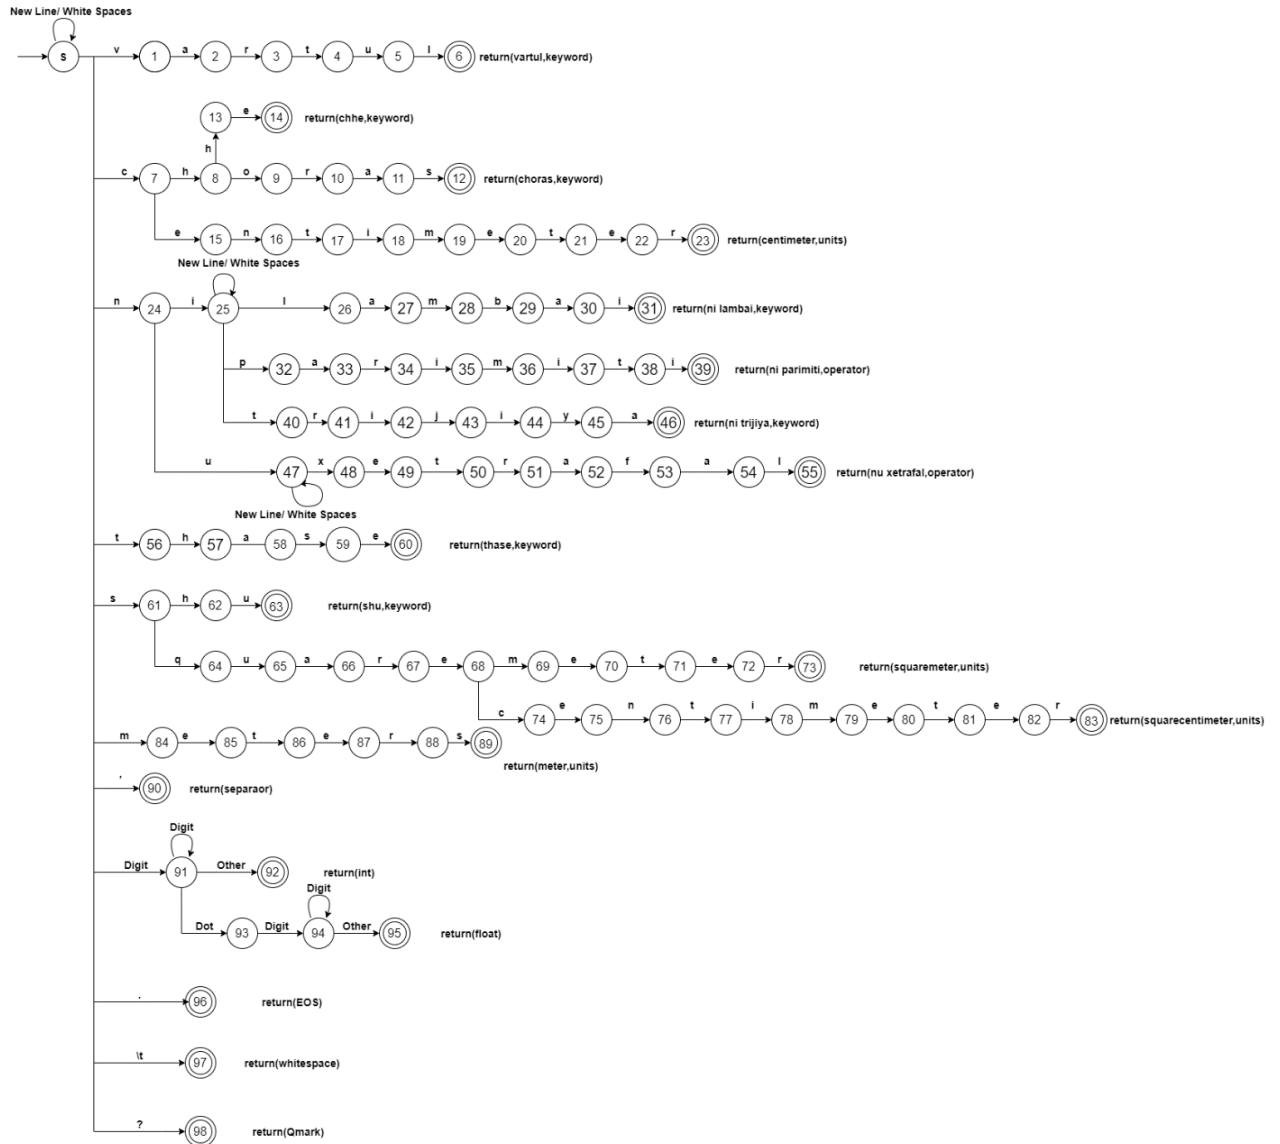 New Line/ White Spaces
s v 1 a 2 r 3 t 4 u 5 l 6 return(vartul,keyword)
13 e 14 return(chhe,keyword)
h
c 7 h 8 o 9 r 10 a 11 s 12 return(choras,keyword)
e 15 n 16 t 17 i 18 m 19 e 20 t 21 e 22 r 23 return(centimeter,units)
New Line/ White Spaces
n 24 i 25 l 26 a 27 m 28 b 29 a 30 i 31 return(ni lambai,keyword)
p 32 a 33 r 34 i 35 m 36 i 37 t 38 i 39 return(ni parimiti,operator)
t 40 r 41 i 42 j 43 i 44 y 45 a 46 return(ni trijiya,keyword)
u 47 x 48 e 49 t 50 r 51 a 52 f 53 a 54 l 55 return(nu xetrafal,operator)
New Line/ White Spaces
t 56 h 57 a 58 s 59 e 60 return(thase,keyword)
s 61 h 62 u 63 return(shu,keyword)
q 64 u 65 a 66 r 67 e 68 m 69 e 70 t 71 e 72 r 73 return(squaremeter,units)
c 74 e 75 n 76 t 77 i 78 m 79 e 80 t 81 e 82 r 83 return(squarecentimeter,units)
m 84 e 85 t 86 e 87 r 88 s 89
return(meter,units)
, 90 return(separaor)
Digit
Digit 91 Other 92 return(int)
Digit
Dot 93 Digit 94 Other 95 return(float)
. 96 return(EOS)
\t 97 return(whitespace)
? 98 return(Qmark)